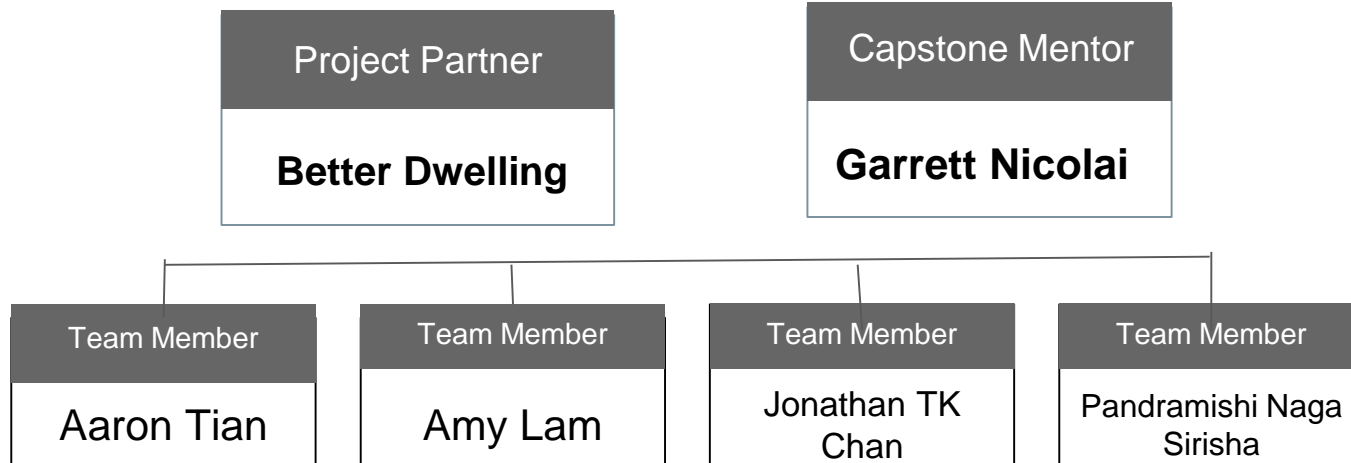 Project Partner
Better Dwelling
Capstone Mentor
Garrett Nicolai
Team Member
Aaron Tian
Team Member
Amy Lam
Team Member
Jonathan TK
Chan
Team Member
Pandramishi Naga
Sirisha